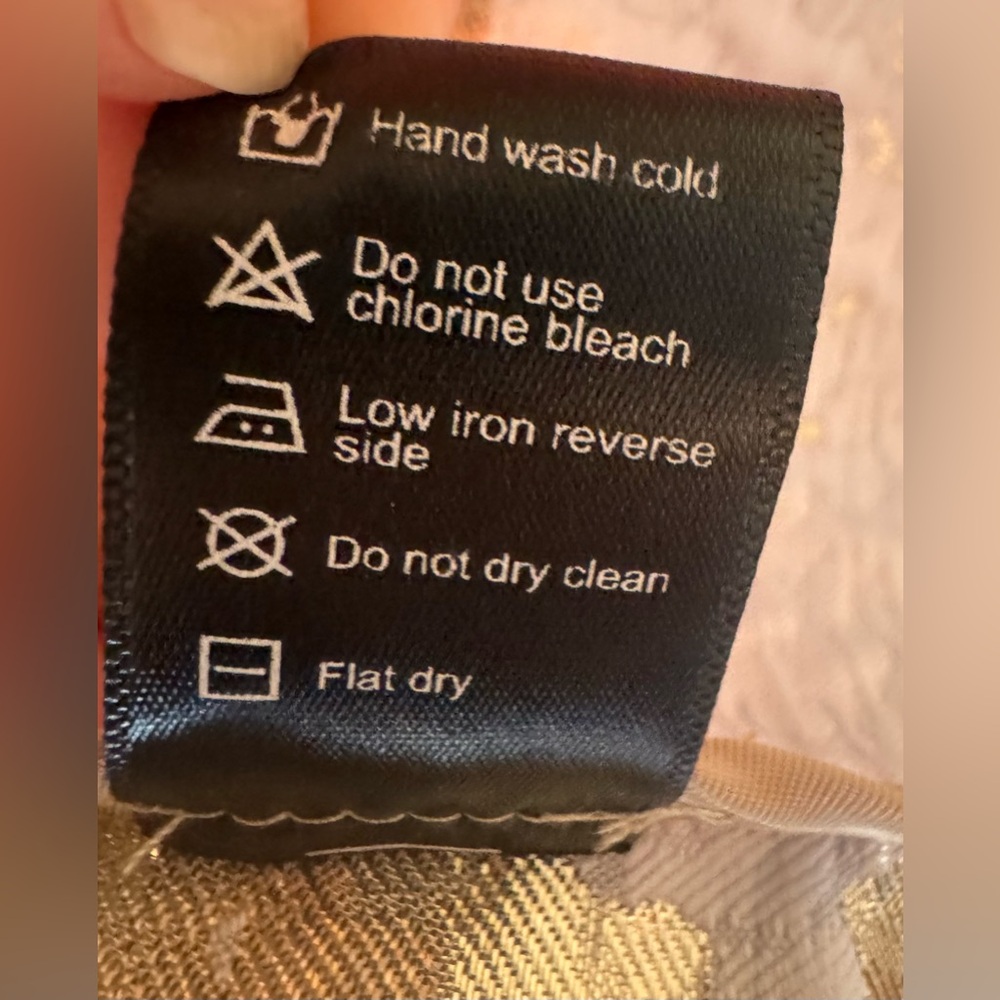 Hand wash cold
Do not use
chlorine bleach
Low iron reverse
side
Do not dry clean
Flat dry